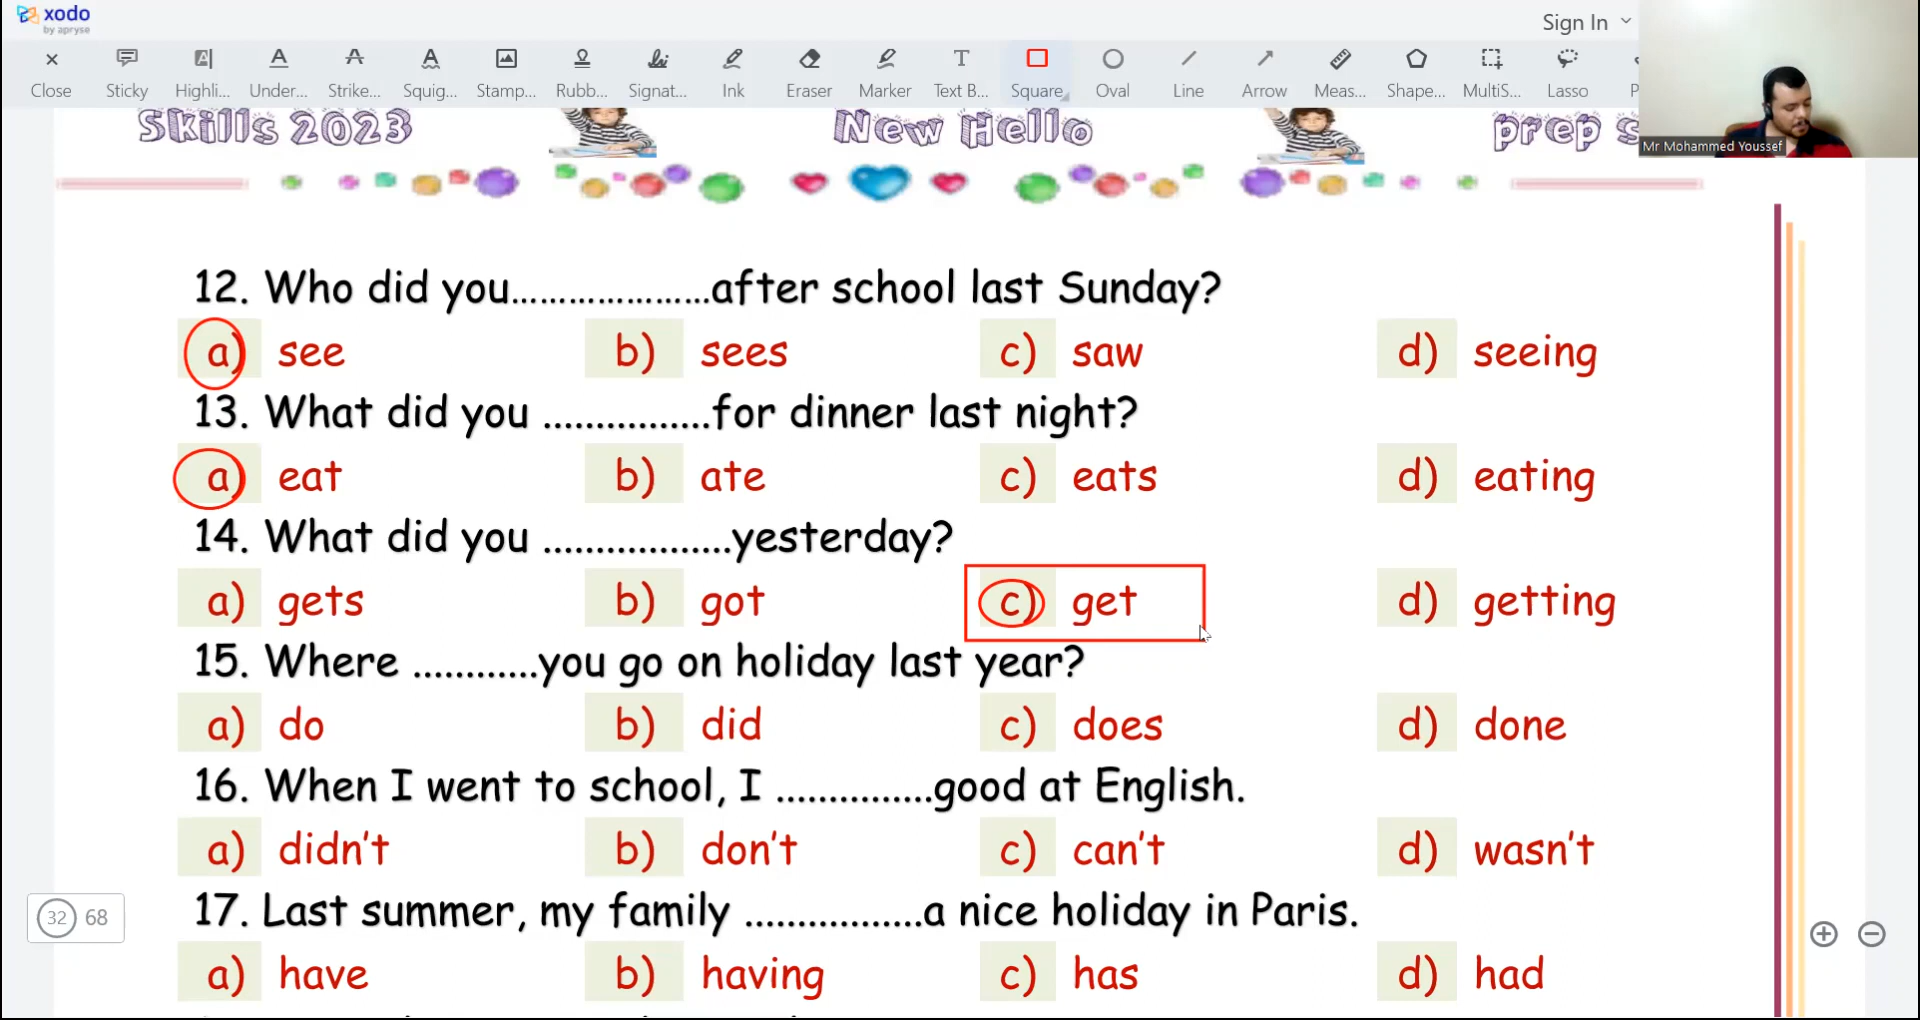 xodo
by apryse
Sign In
Close Sticky Highli... Under... Strike... Squig... Stamp... Rubb... Signat... Ink Eraser Marker Text B... Square Oval Line Arrow Meas... Shape... MultiS... Lasso P
Skills 2023 New Hello prep s
Mr Mohammed Youssef
12. Who did you.....................after school last Sunday?
a) see b) sees c) saw d) seeing
13. What did you ................for dinner last night?
a) eat b) ate c) eats d) eating
14. What did you ..................yesterday?
a) gets b) got c) get d) getting
15. Where ............you go on holiday last year?
a) do b) did c) does d) done
16. When I went to school, I ...............good at English.
a) didn't b) don't c) can't d) wasn't
17. Last summer, my family .................a nice holiday in Paris.
a) have b) having c) has d) had
32 68